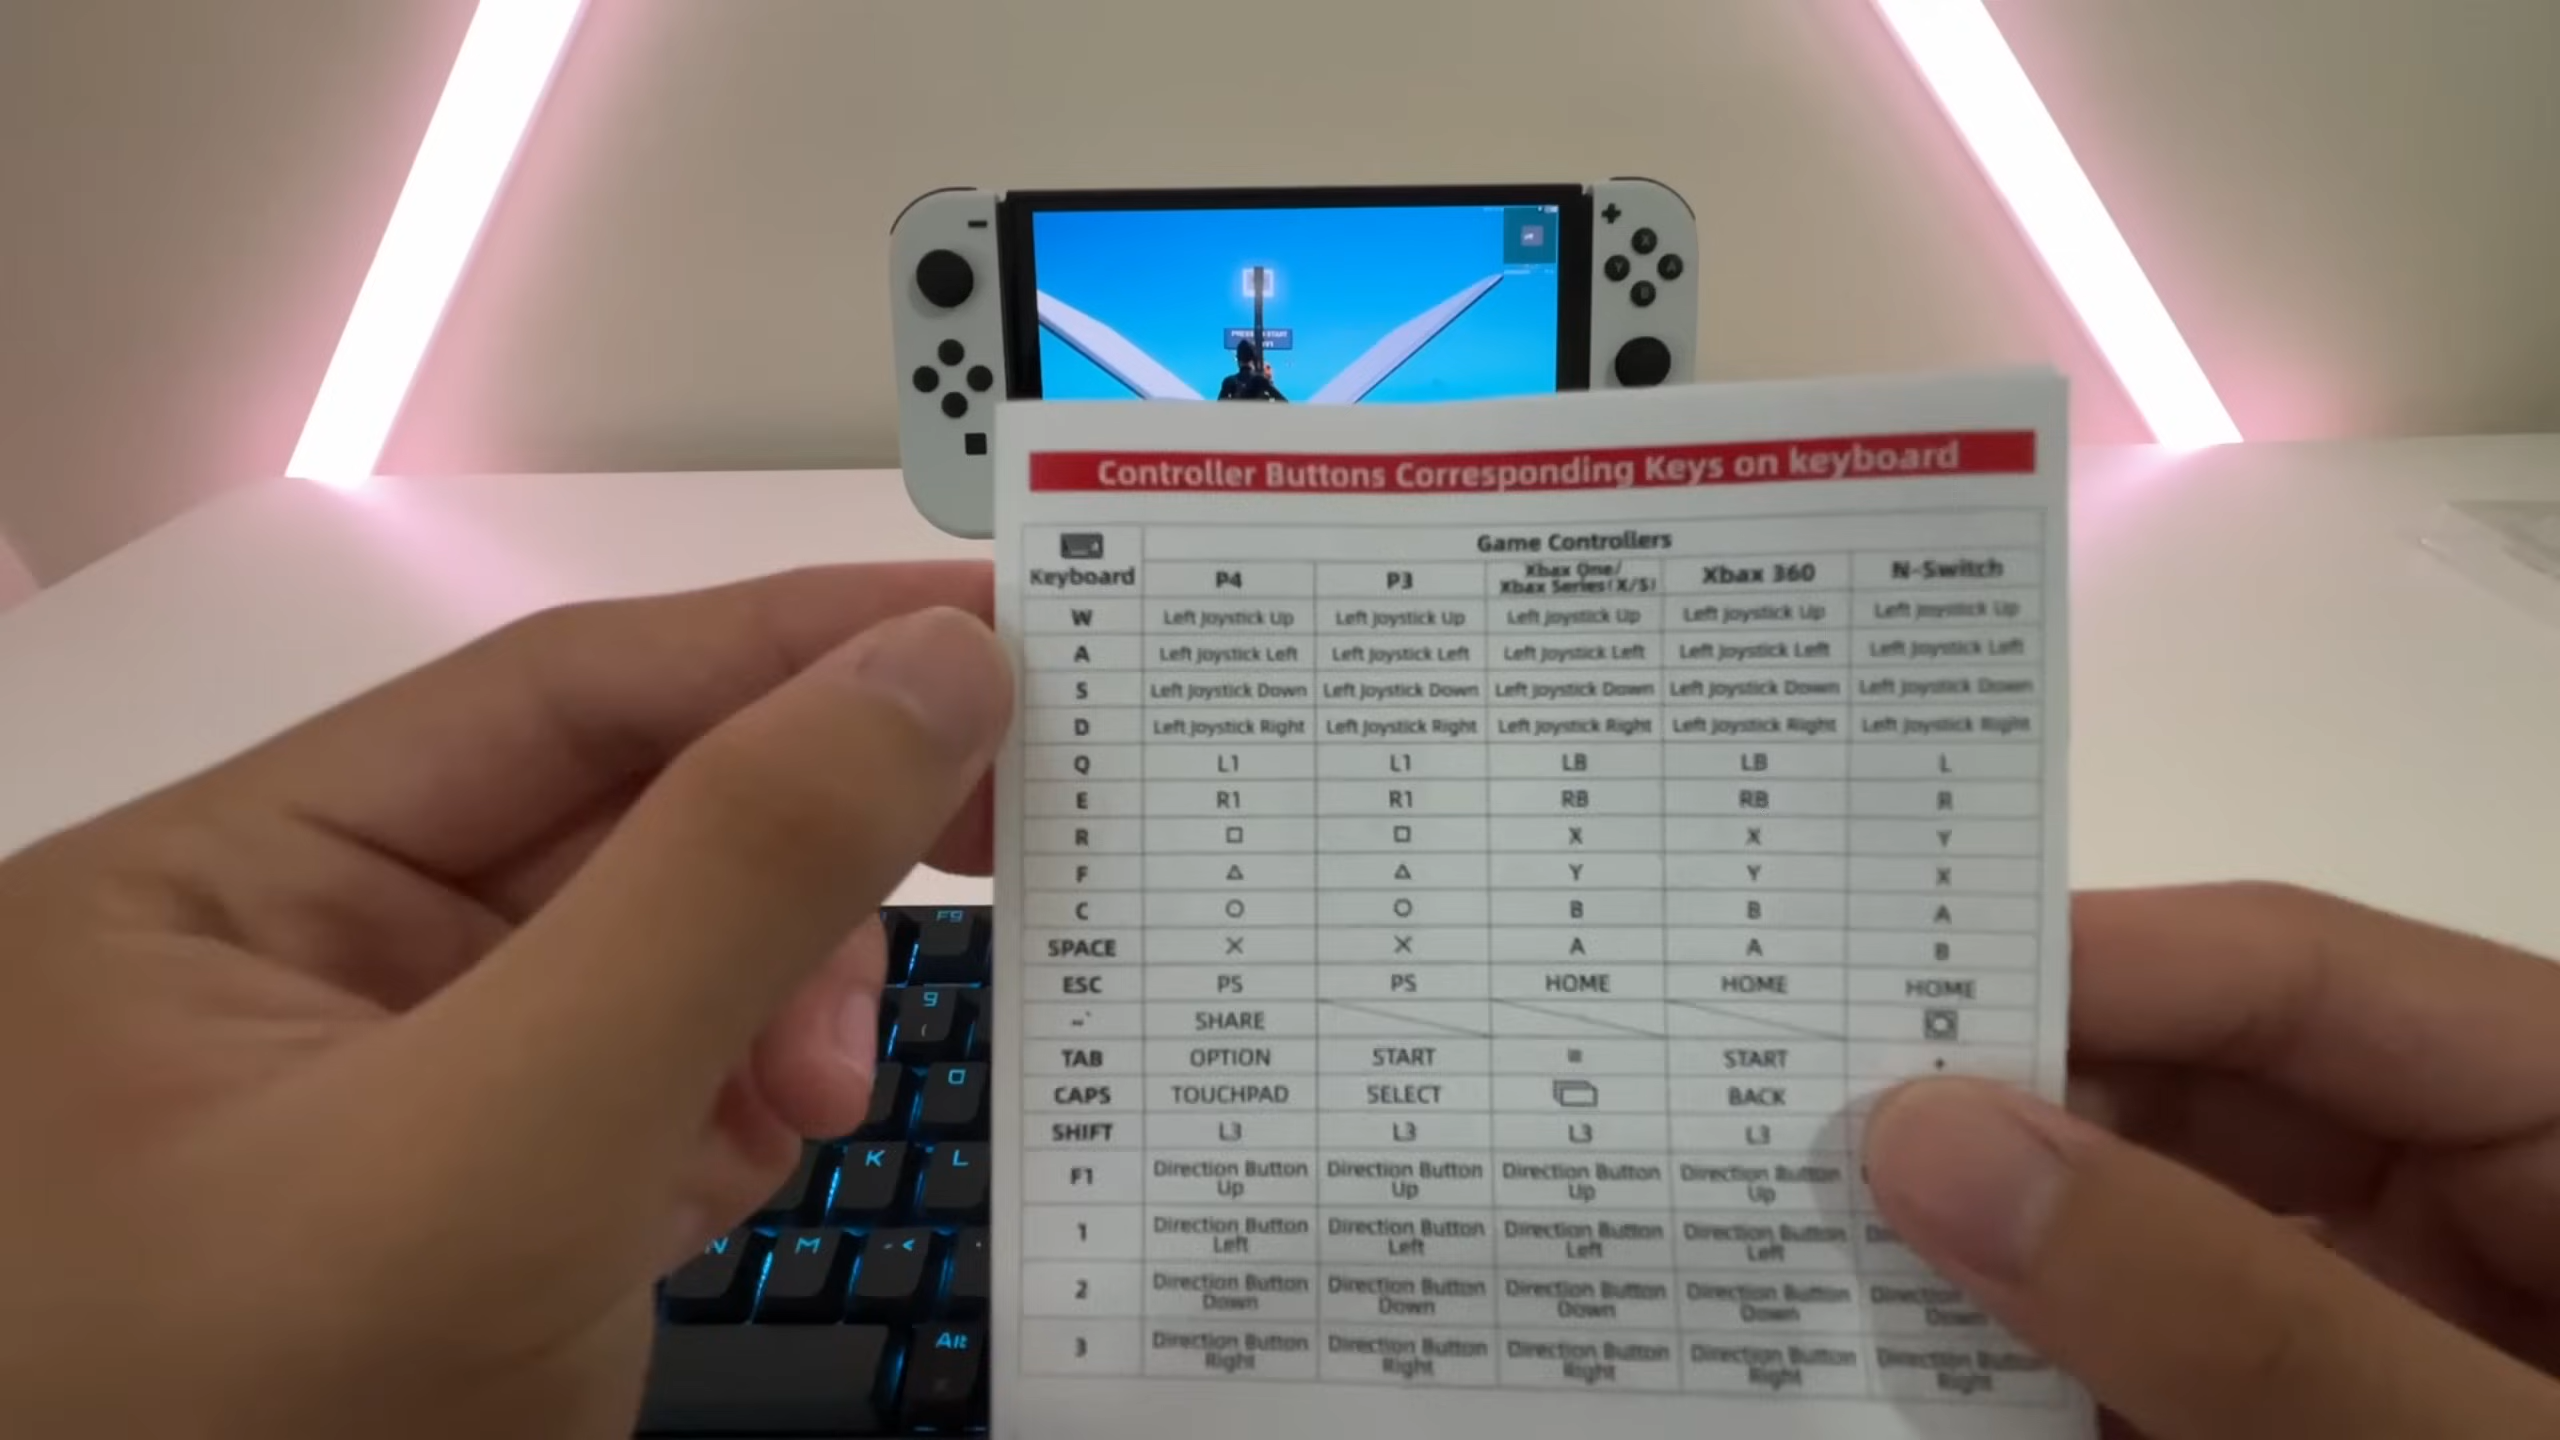 X
Y
A
B
Controller Buttons Corresponding Keys on keyboard
Keyboard
Game Controllers
P4 P3 Xbax One/ Xbax Series(X/S) Xbax 360 N-Switch
W Left Joystick Up Left Joystick Up Left Joystick Up Left Joystick Up Left Joystick Up
A Left Joystick Left Left Joystick Left Left Joystick Left Left Joystick Left Left Joystick Left
S Left Joystick Down Left Joystick Down Left Joystick Down Left Joystick Down Left Joystick Down
D Left Joystick Right Left Joystick Right Left Joystick Right Left Joystick Right Left Joystick Right
Q L1 L1 LB LB L
E R1 R1 RB RB R
R □ □ X X Y
F △ △ Y Y X
C ○ ○ B B A
SPACE × × A A B
ESC PS PS HOME HOME HOME
~` SHARE
TAB OPTION START ≡ START +
CAPS TOUCHPAD SELECT BACK
SHIFT L3 L3 L3 L3
F1 Direction Button Up Direction Button Up Direction Button Up Direction Button Up
1 Direction Button Left Direction Button Left Direction Button Left Direction Button Left
2 Direction Button Down Direction Button Down Direction Button Down Direction Button Down Down
3 Direction Button Right Direction Button Right Direction Button Right Direction Button Right Direction Button Right
F9
9 (
O
K L
N M <
Alt